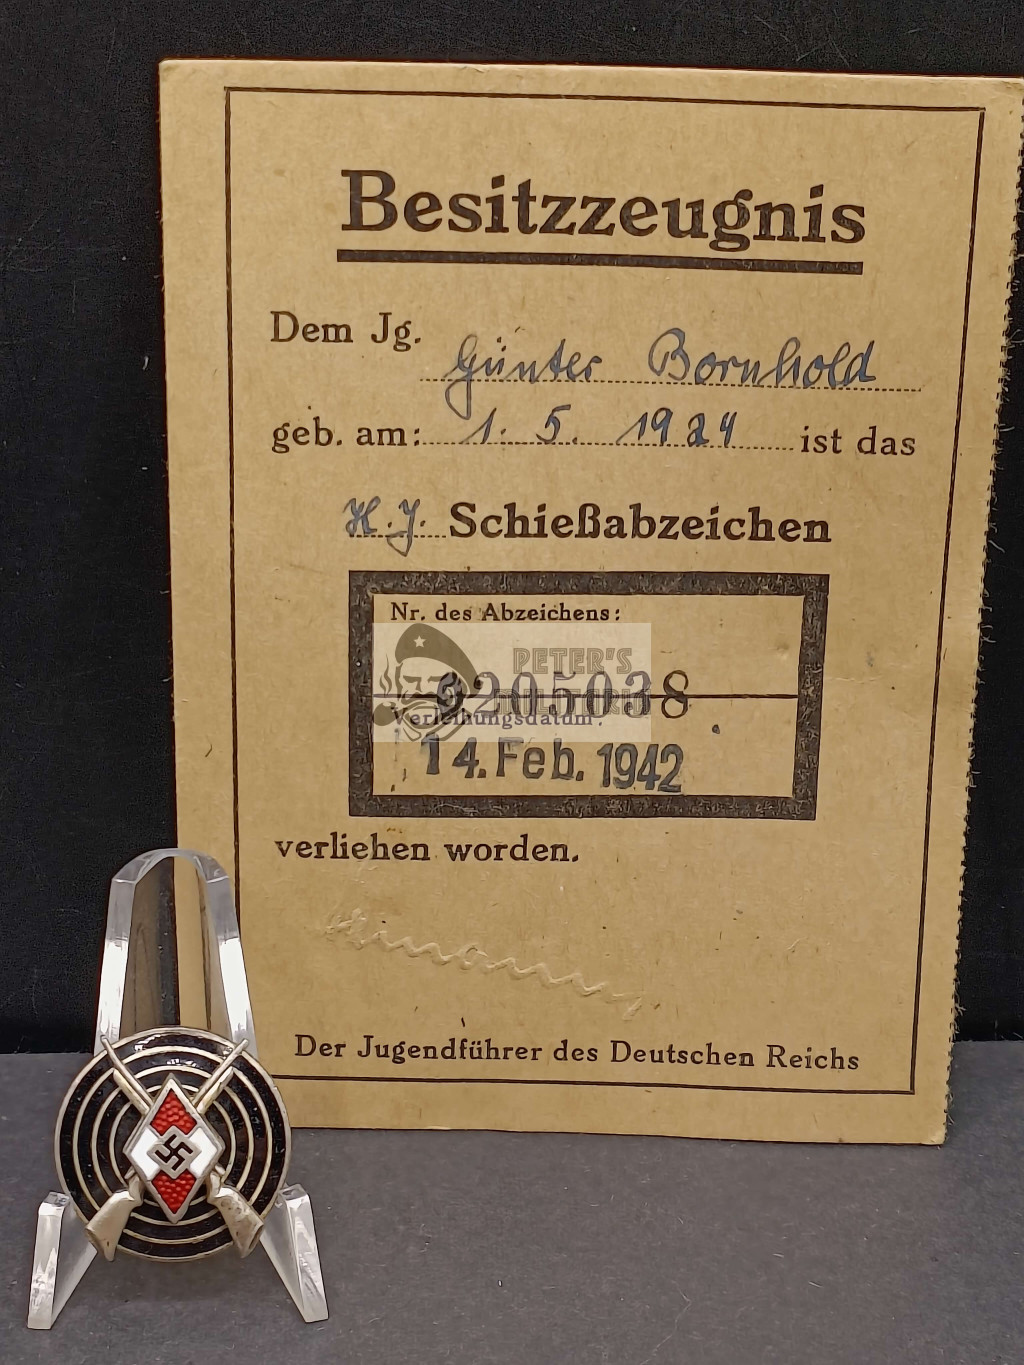 Besitzzeugnis
Dem Jg. Günter Bornhold
geb. am: 1. 5. 1924 ist das
H. J. Schießabzeichen
Nr. des Abzeichens:
PETER'S
9205038
Verleihungsdatum:
14. Feb. 1942
verliehen worden.
Der Jugendführer des Deutschen Reichs